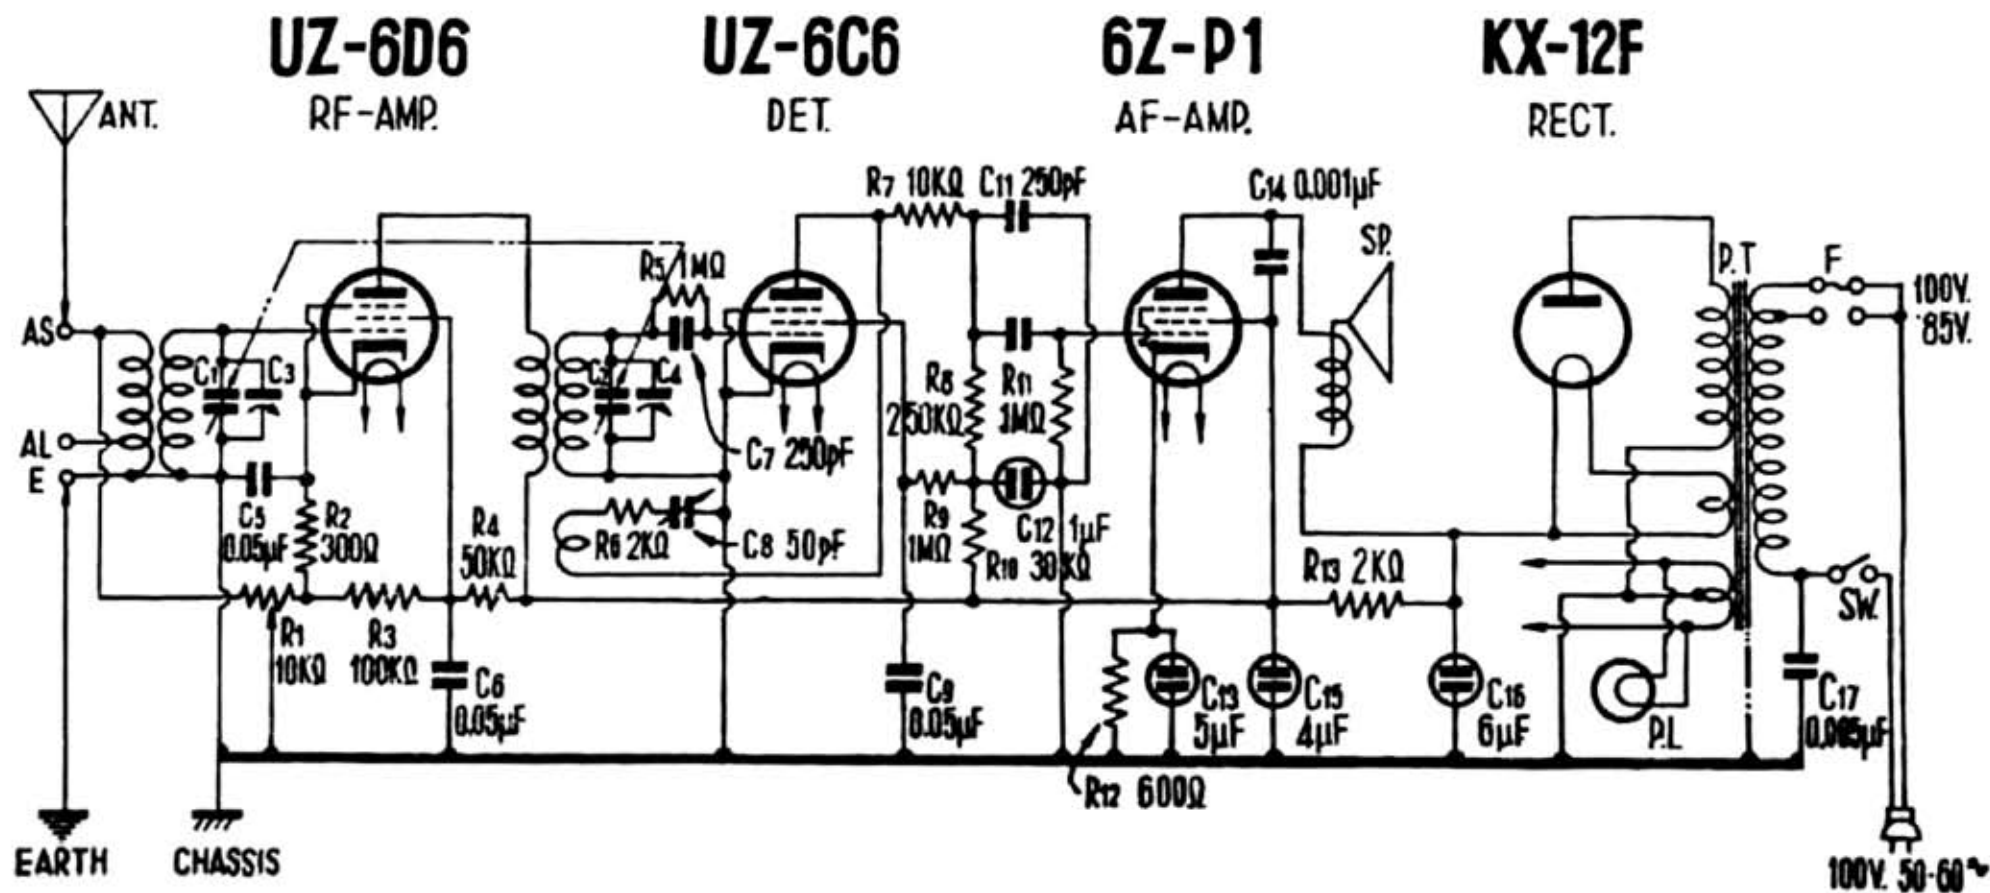 UZ-6D6
UZ-6C6
6Z-P1
KX-12F
RF-AMP.
DET.
AF-AMP.
RECT.
ANT.
R7 10KΩ
C11 250pF
C14 0.001μF
SP.
P.T
F
100V.
85V.
R5 1MΩ
AS
AL
E
C1
C3
C2
C4
C7 250pF
R8
250KΩ
R11
1MΩ
C5
0.05μF
R2
300Ω
R4
50KΩ
R6 2KΩ
C8 50pF
R9
1MΩ
C12 1μF
R10 30KΩ
R13 2KΩ
SW.
R1
10KΩ
R3
100KΩ
C6
0.05μF
C9
0.05μF
C13
5μF
C15
4μF
C16
6μF
P.L
C17
R12 600Ω
EARTH
CHASSIS
100V. 50-60~